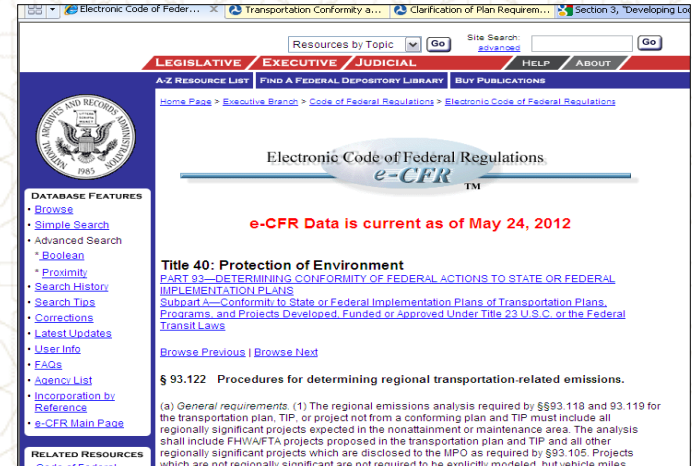 Electronic Code of Feder...
Transportation Conformity a...
Clarification of Plan Requirem...
Section 3, "Developing Loc
Resources by Topic
Go
Site Search:
advanced
Go
LEGISLATIVE EXECUTIVE JUDICIAL HELP ABOUT
A-Z RESOURCE LIST FIND A FEDERAL DEPOSITORY LIBRARY BUY PUBLICATIONS
Home Page > Executive Branch > Code of Federal Regulations > Electronic Code of Federal Regulations
NATIONAL ARCHIVES AND RECORDS ADMINISTRATION
1985
Electronic Code of Federal Regulations
e-CFR
TM
e-CFR Data is current as of May 24, 2012
DATABASE FEATURES
• Browse
• Simple Search
• Advanced Search
* Boolean
* Proximity
• Search History
• Search Tips
• Corrections
• Latest Updates
• User Info
• FAQs
• Agency List
• Incorporation by
Reference
• e-CFR Main Page
RELATED RESOURCES
Code of Federal
Title 40: Protection of Environment
PART 93—DETERMINING CONFORMITY OF FEDERAL ACTIONS TO STATE OR FEDERAL
IMPLEMENTATION PLANS
Subpart A—Conformity to State or Federal Implementation Plans of Transportation Plans,
Programs, and Projects Developed, Funded or Approved Under Title 23 U.S.C. or the Federal
Transit Laws
Browse Previous | Browse Next
§ 93.122 Procedures for determining regional transportation-related emissions.
(a) General requirements. (1) The regional emissions analysis required by §§93.118 and 93.119 for
the transportation plan, TIP, or project not from a conforming plan and TIP must include all
regionally significant projects expected in the nonattainment or maintenance area. The analysis
shall include FHWA/FTA projects proposed in the transportation plan and TIP and all other
regionally significant projects which are disclosed to the MPO as required by §93.105. Projects
which are not regionally significant are not required to be explicitly modeled, but vehicle miles